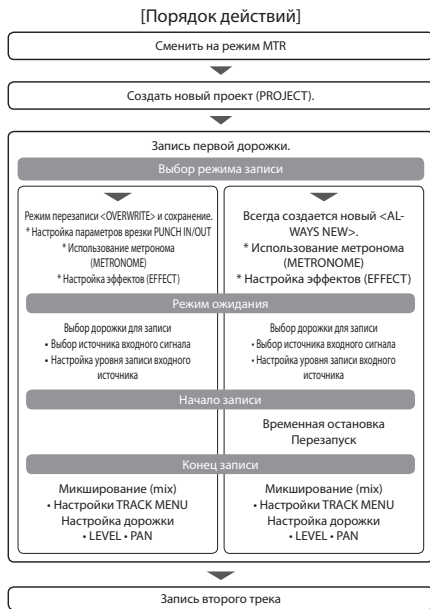 [Порядок действий]
Сменить на режим MTR
Создать новый проект (PROJECT).
Запись первой дорожки.
Выбор режима записи
Режим перезаписи <OVERWRITE> и сохранение.
* Настройка параметров врезки PUNCH IN/OUT
* Использование метронома
(METRONOME)
* Настройка эффектов (EFFECT)
Всегда создается новый <AL-
WAYS NEW>.
* Использование метронома
(METRONOME)
* Настройка эффектов (EFFECT)
Режим ожидания
Выбор дорожки для записи
• Выбор источника входного сигнала
• Настройка уровня записи входного
источника
Выбор дорожки для записи
• Выбор источника входного сигнала
• Настройка уровня записи входного
источника
Начало записи
Временная остановка
Перезапуск
Конец записи
Микширование (mix)
• Настройки TRACK MENU
Настройка дорожки
• LEVEL • PAN
Микширование (mix)
• Настройки TRACK MENU
Настройка дорожки
• LEVEL • PAN
Запись второго трека